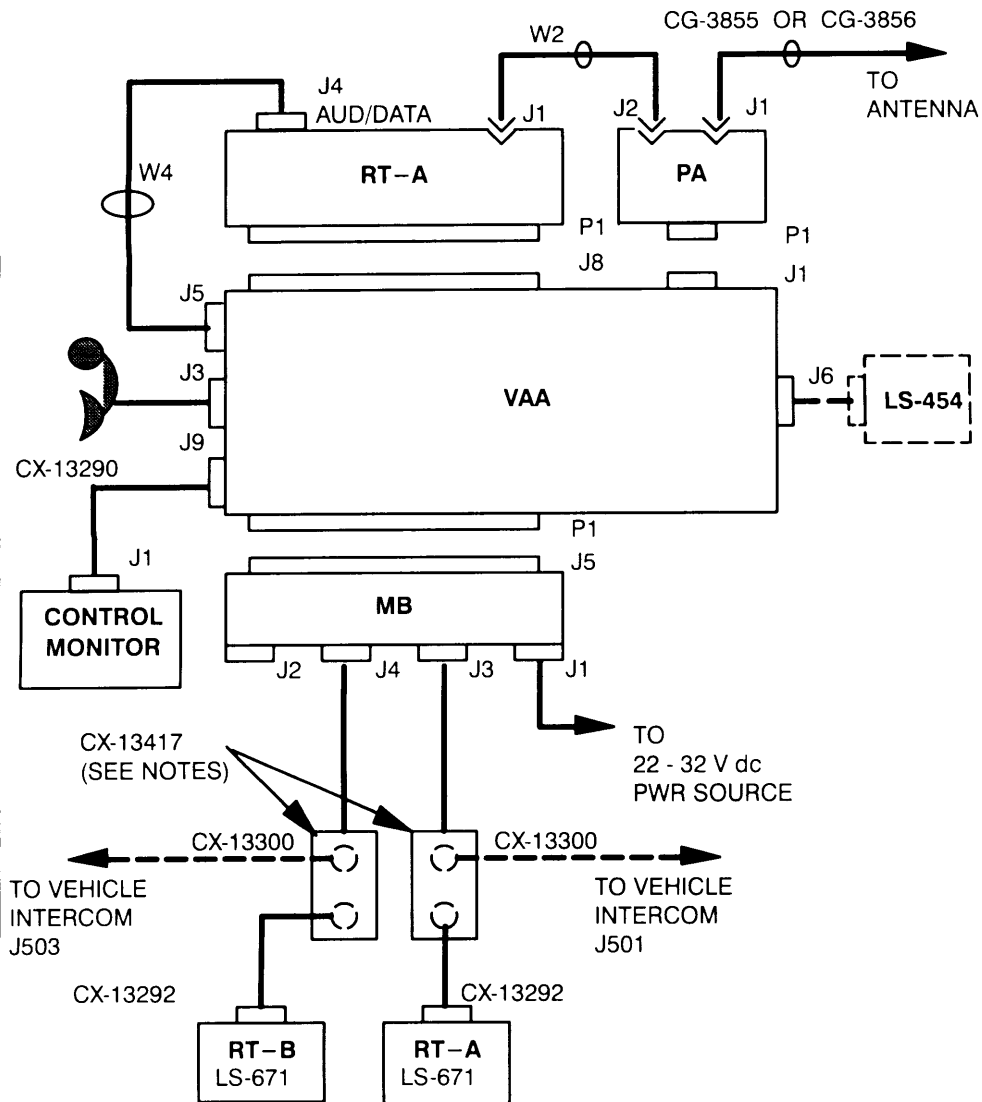 CG-3855 OR CG-3856
W2
TO
ANTENNA
J4
AUD/DATA
J1
J2
J1
RT-A
PA
W4
P1
P1
J8
J1
J5
J3
VAA
J6
LS-454
J9
CX-13290
P1
J5
J1
CONTROL
MONITOR
MB
J2
J4
J3
J1
TO
22 - 32 V dc
PWR SOURCE
CX-13417
(SEE NOTES)
CX-13300
CX-13300
TO VEHICLE
INTERCOM
J503
TO VEHICLE
INTERCOM
J501
CX-13292
CX-13292
RT-B
LS-671
RT-A
LS-671